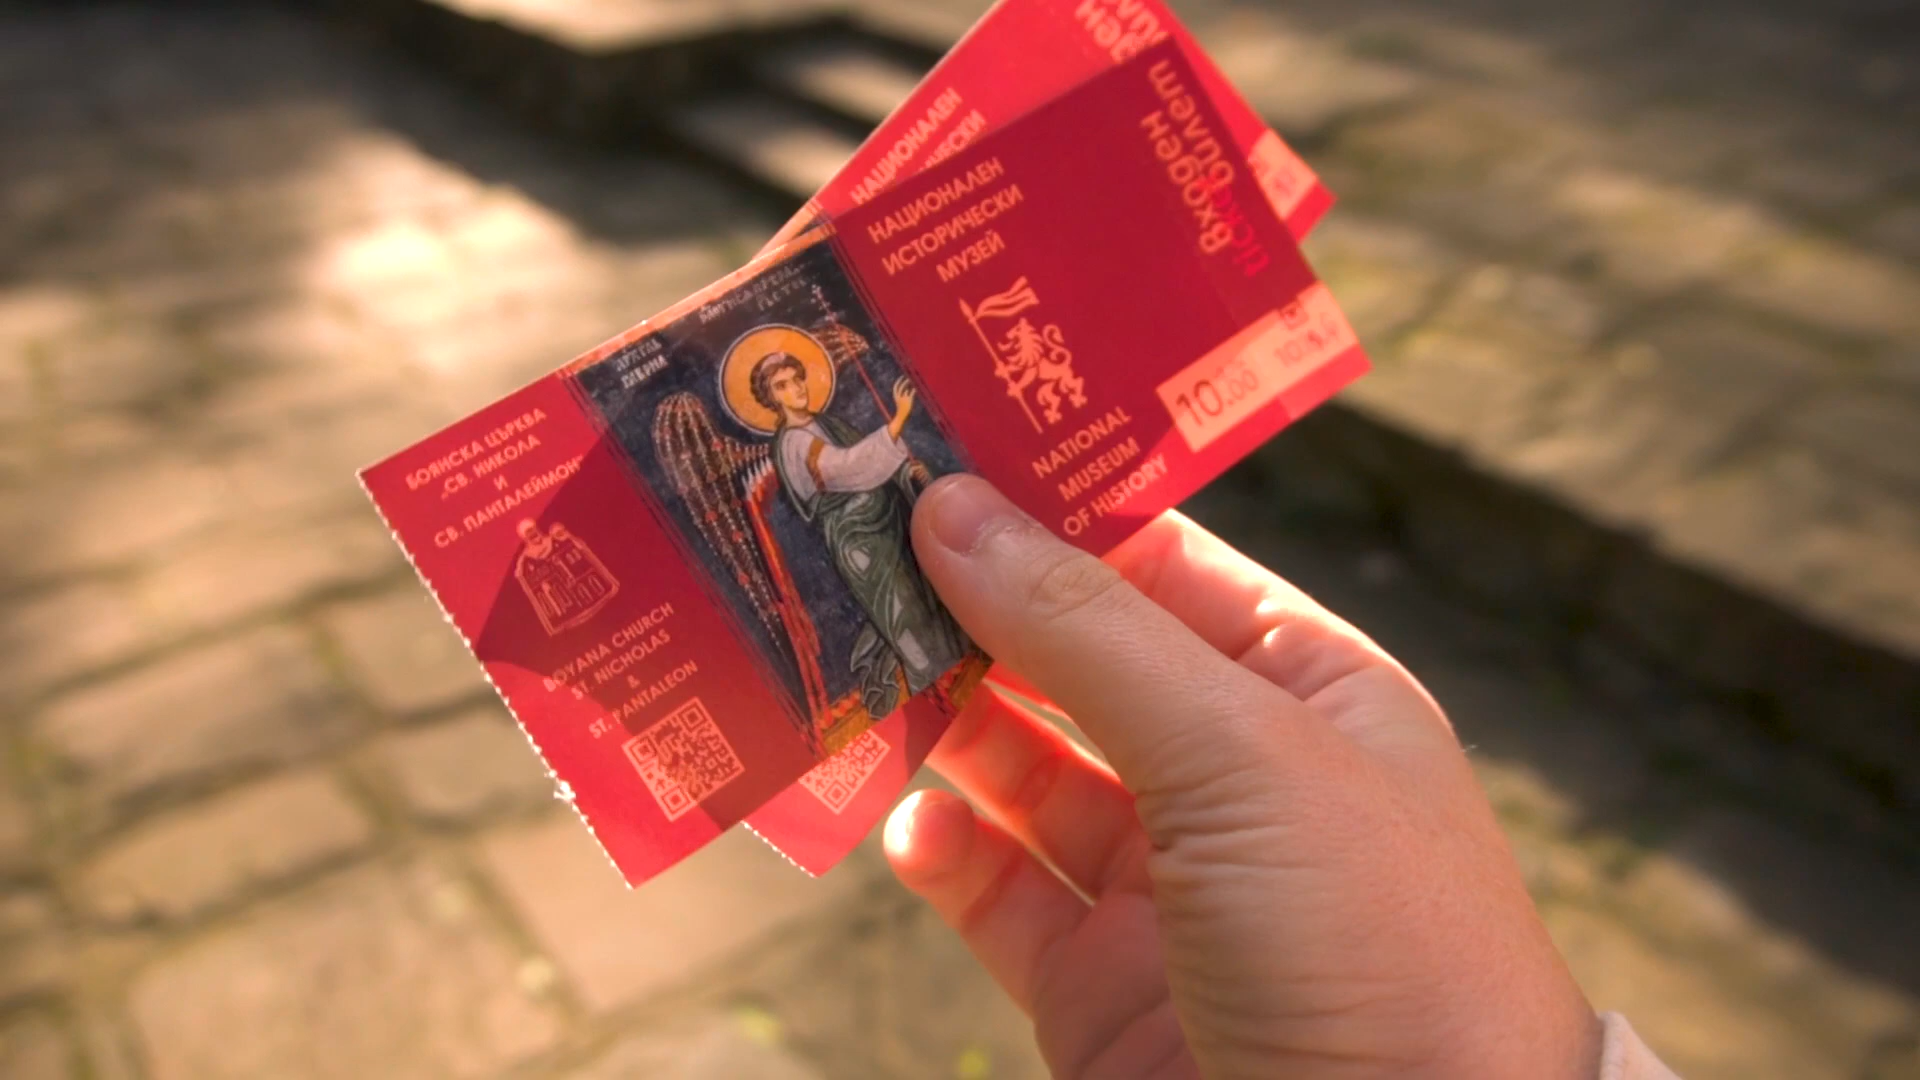 БОЯНСКА ЦЪРКВА
„СВ. НИКОЛА
И
СВ. ПАНТАЛЕЙМОН“
BOYANA CHURCH
ST. NICHOLAS
&
ST. PANTALEON
НАЦИОНАЛЕН
ИСТОРИЧЕСКИ
МУЗЕЙ
NATIONAL
MUSEUM
OF HISTORY
Входен
билет
10.00
НАЦИОНАЛЕН